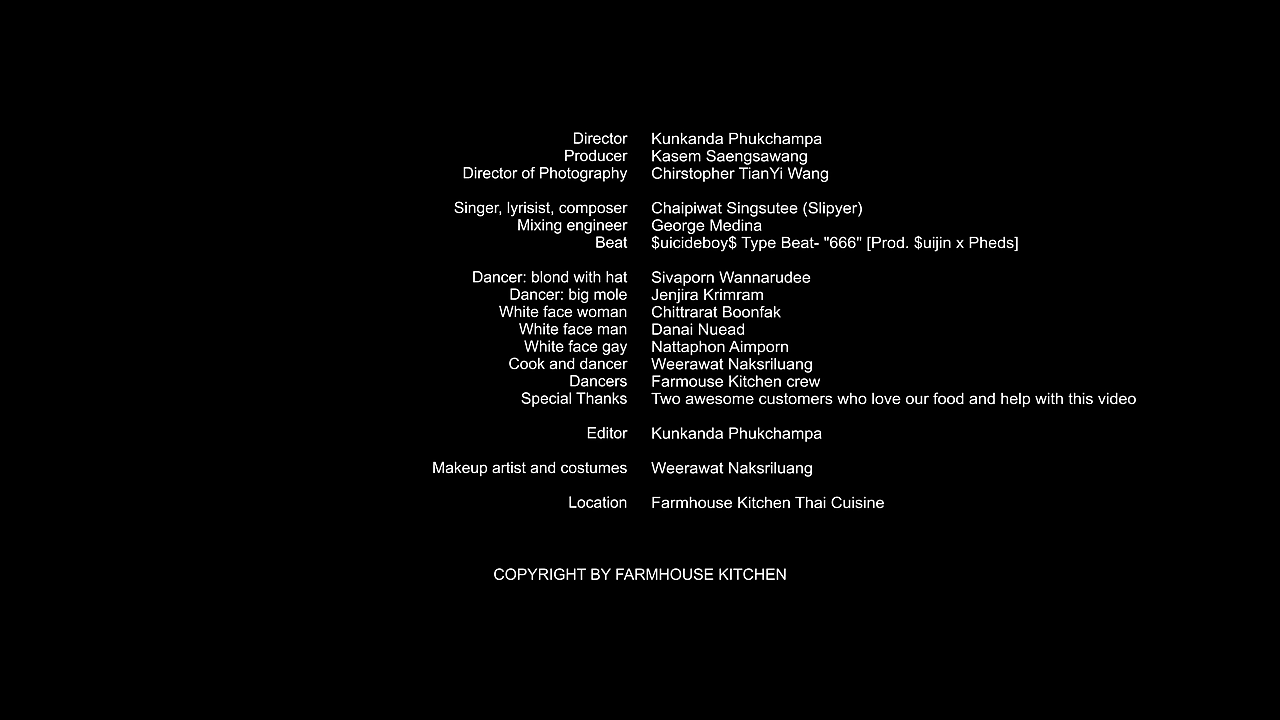 Director Kunkanda Phukchampa
Producer Kasem Saengsawang
Director of Photography Chirstopher TianYi Wang
Singer, lyrisist, composer Chaipiwat Singsutee (Slipyer)
Mixing engineer George Medina
Beat $uicideboy$ Type Beat- "666" [Prod. $uijin x Pheds]
Dancer: blond with hat Sivaporn Wannarudee
Dancer: big mole Jenjira Krimram
White face woman Chittrarat Boonfak
White face man Danai Nuead
White face gay Nattaphon Aimporn
Cook and dancer Weerawat Naksriluang
Dancers Farmouse Kitchen crew
Special Thanks Two awesome customers who love our food and help with this video
Editor Kunkanda Phukchampa
Makeup artist and costumes Weerawat Naksriluang
Location Farmhouse Kitchen Thai Cuisine
COPYRIGHT BY FARMHOUSE KITCHEN